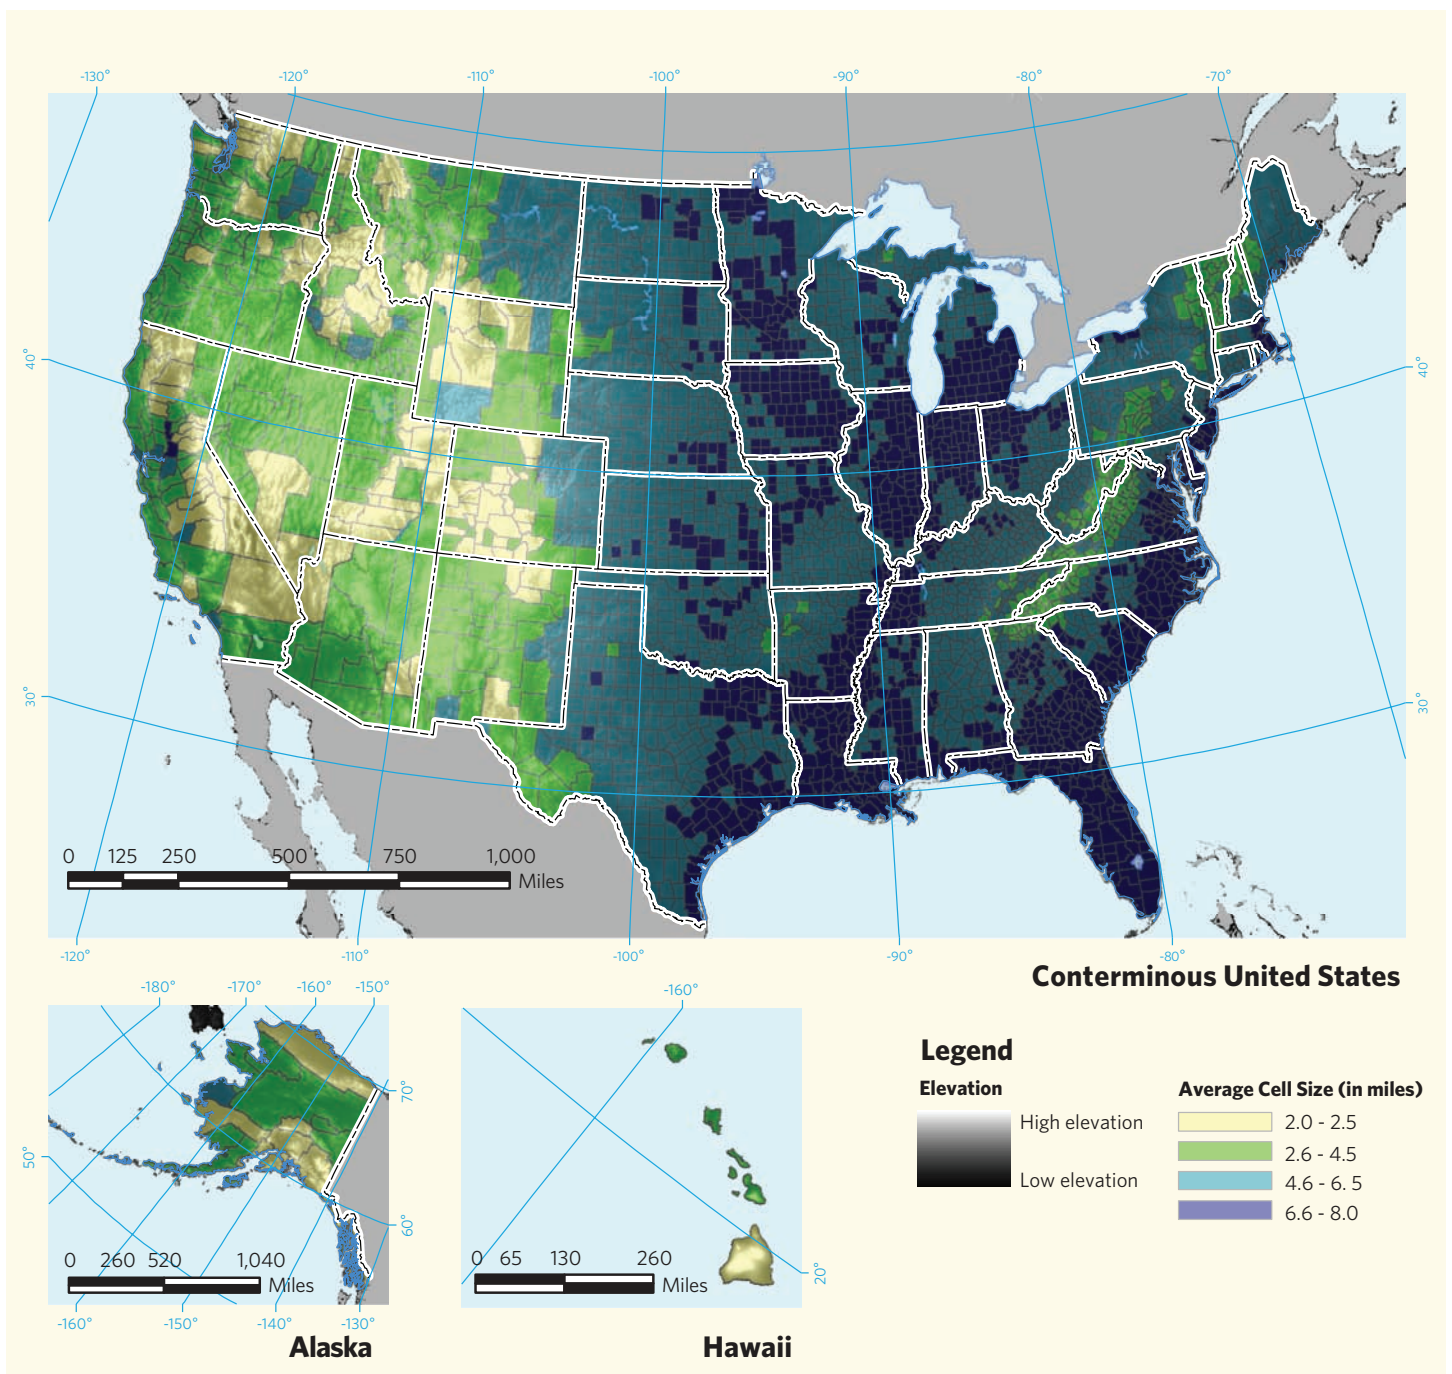 -130° -120° -110° -100° -90° -80° -70°
40° 40°
30° 30°
0 125 250 500 750 1,000
Miles
-120° -110° -100° -90° -80°
Conterminous United States
-180° -170° -160° -150°
70°
50°
60°
0 260 520 1,040
Miles
-160° -150° -140° -130°
Alaska
-160°
0 65 130 260
Miles
20°
Hawaii
Legend
Elevation
High elevation
Low elevation
Average Cell Size (in miles)
2.0 - 2.5
2.6 - 4.5
4.6 - 6. 5
6.6 - 8.0